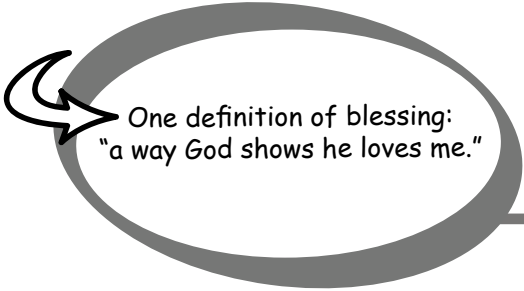 One definition of blessing:
“a way God shows he loves me.”